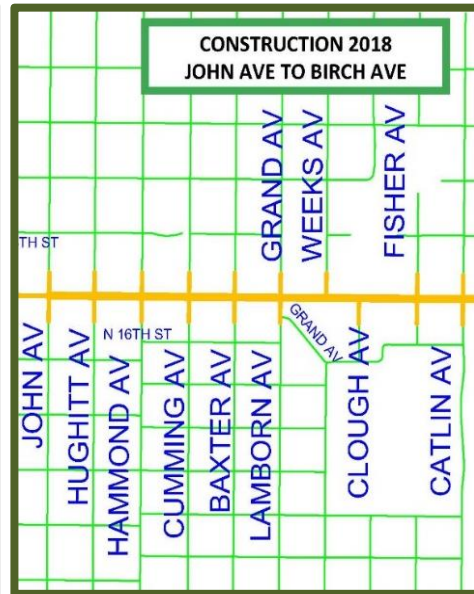 CONSTRUCTION 2018
JOHN AVE TO BIRCH AVE
GRAND AV
WEEKS AV
FISHER AV
TH ST
GRAND AV
N 16TH ST
JOHN AV
HUGHITT AV
HAMMOND AV
CUMMING AV
BAXTER AV
LAMBORN AV
CLOUGH AV
CATLIN AV